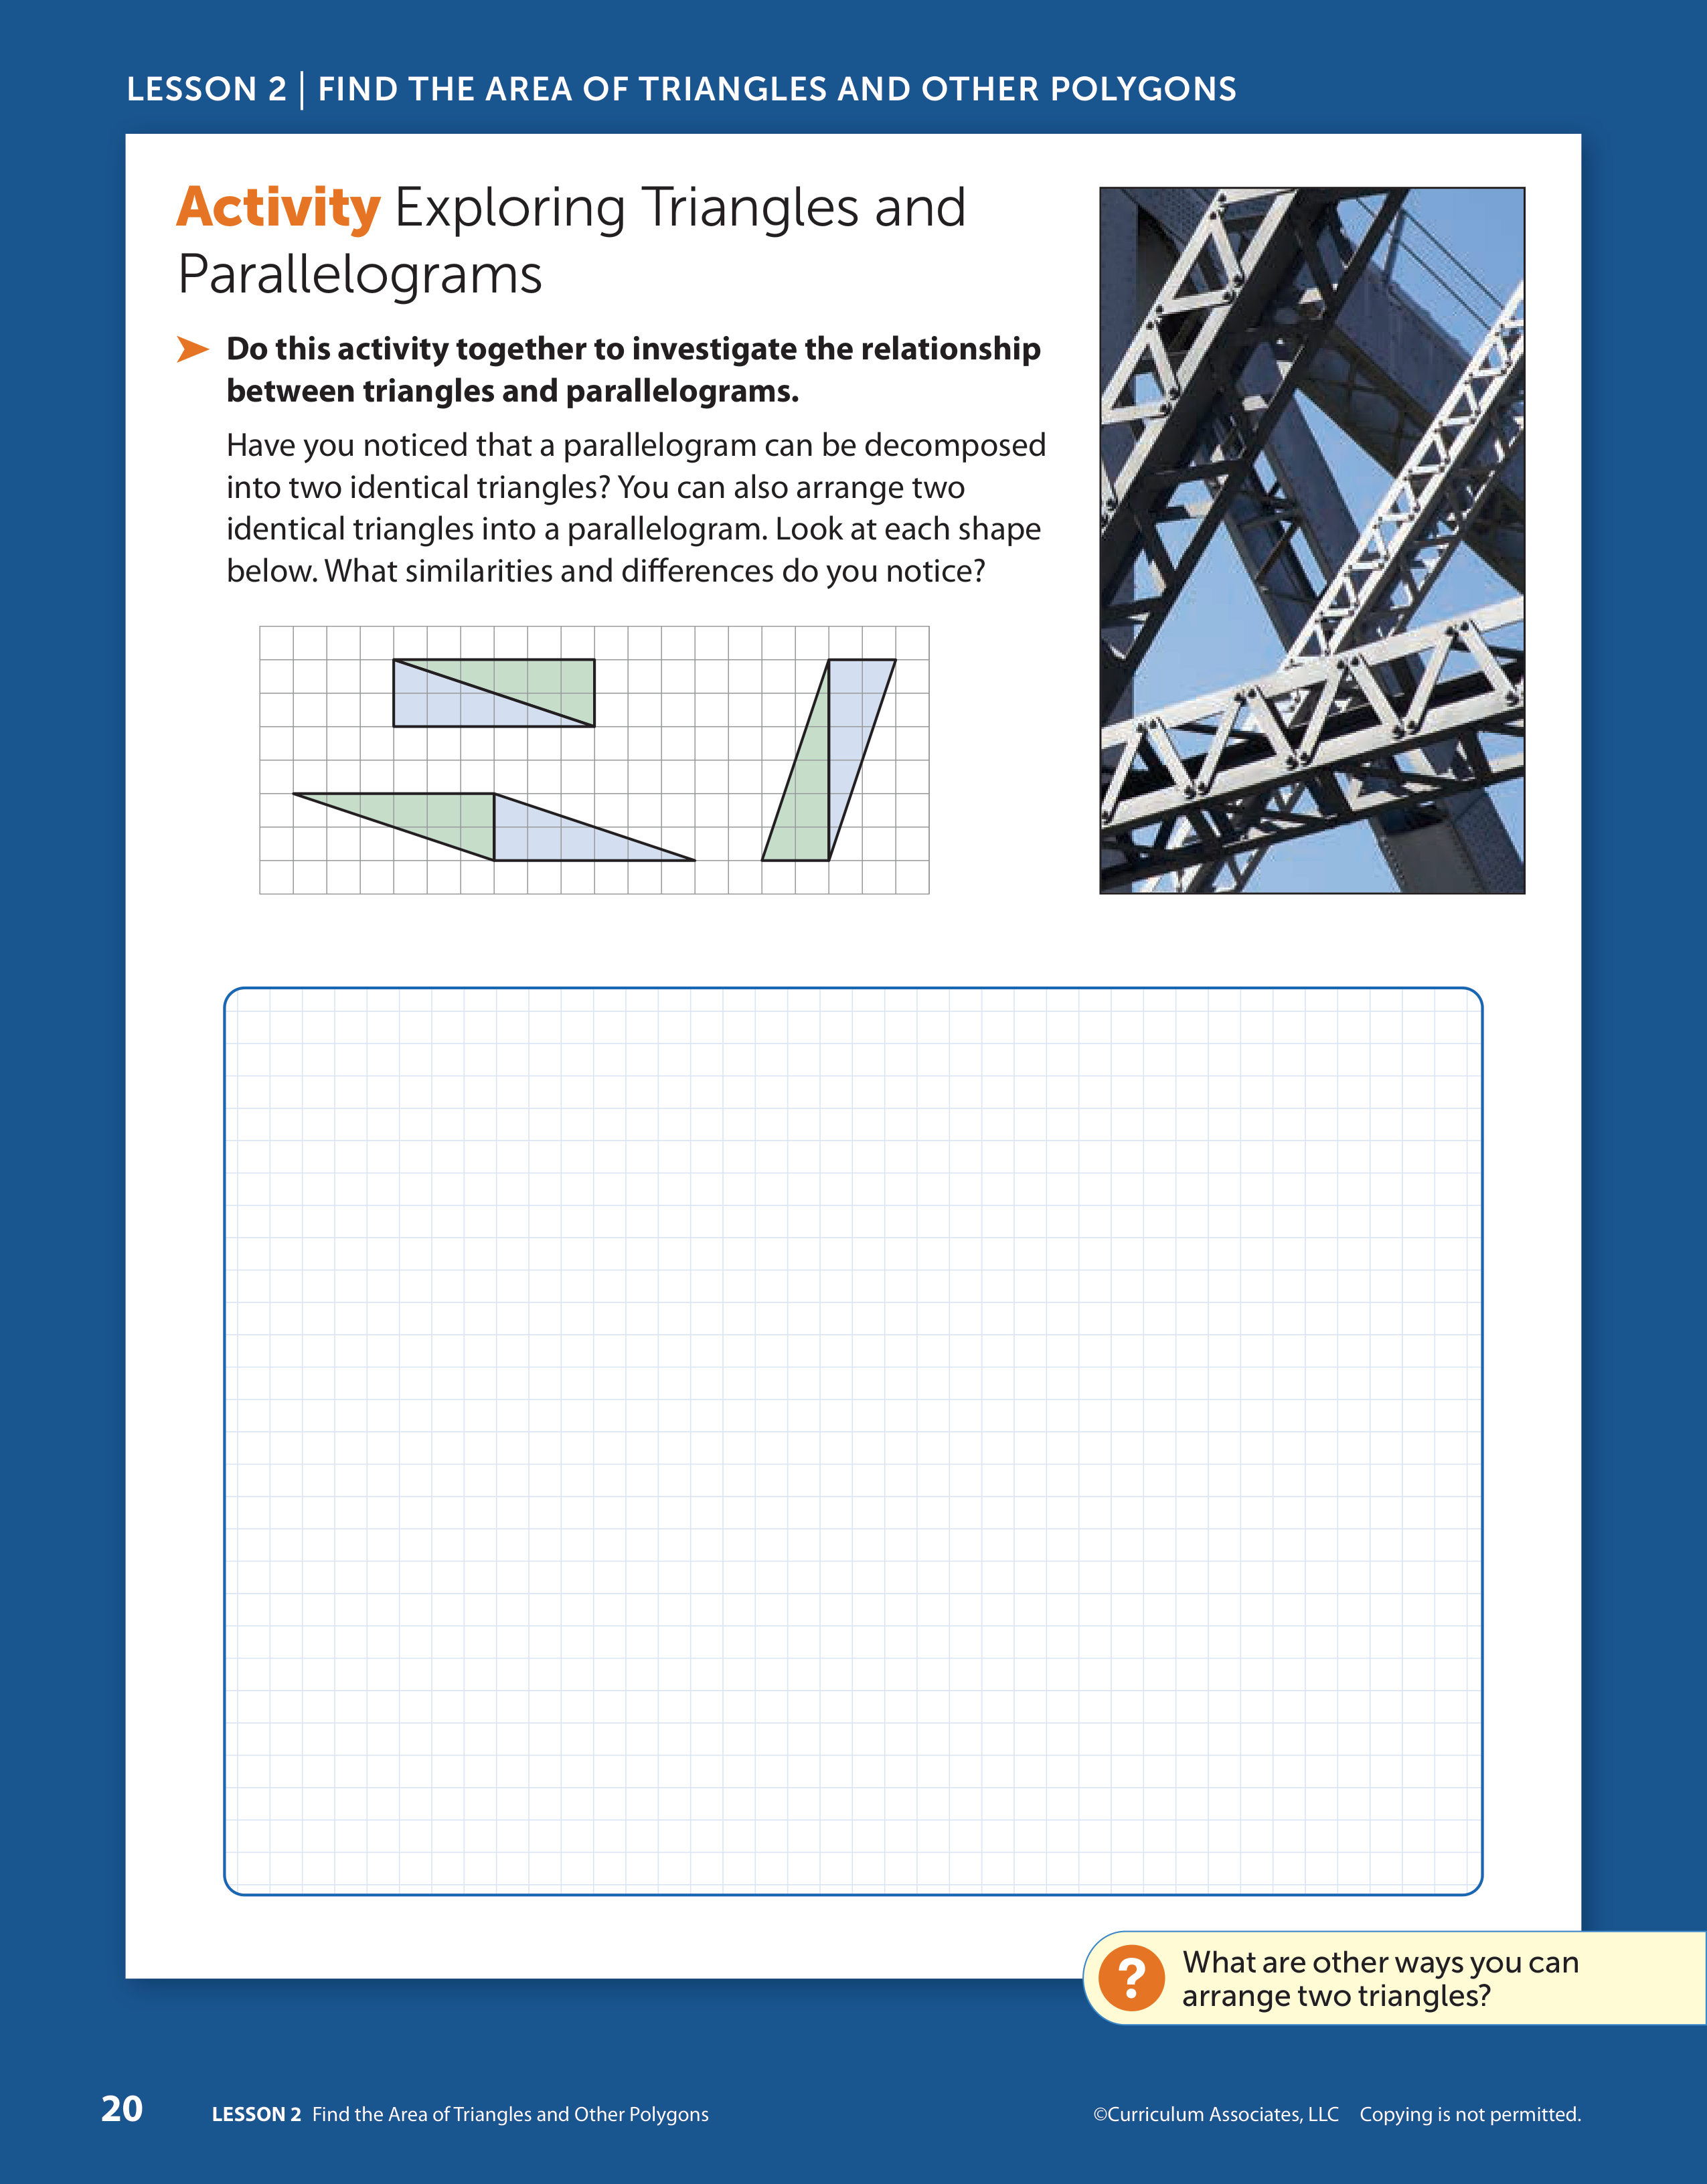 LESSON 2 | FIND THE AREA OF TRIANGLES AND OTHER POLYGONS
Activity Exploring Triangles and
Parallelograms
Do this activity together to investigate the relationship
between triangles and parallelograms.
Have you noticed that a parallelogram can be decomposed
into two identical triangles? You can also arrange two
identical triangles into a parallelogram. Look at each shape
below. What similarities and differences do you notice?
?
What are other ways you can
arrange two triangles?
20
LESSON 2 Find the Area of Triangles and Other Polygons
©Curriculum Associates, LLC Copying is not permitted.